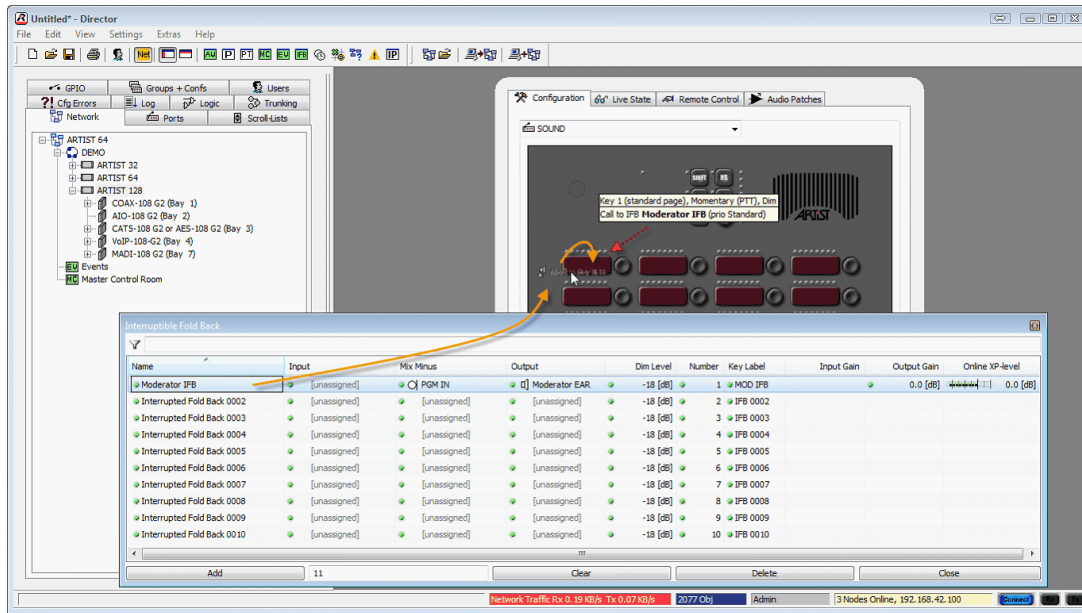 Untitled* - Director
File Edit View Settings Extras Help
Net AV P PT MC EV IFB IP
GPIO Groups + Confs Users
Cfg Errors Log Logic Trunking
Network Ports Scroll-Lists
ARTIST 64
DEMO
ARTIST 32
ARTIST 64
ARTIST 128
COAX-108 G2 (Bay 1)
AIO-108 G2 (Bay 2)
CAT5-108 G2 or AES-108 G2 (Bay 3)
VoIP-108-G2 (Bay 4)
MADI-108 G2 (Bay 7)
EV Events
MC Master Control Room
Configuration Live State Remote Control Audio Patches
SOUND
SHIFT RS
Key 1 (standard page), Momentary (PTT), Dim
Call to IFB Moderator IFB (prio Standard)
ARTIST
Interruptible Fold Back
Name Input Mix Minus Output Dim Level Number Key Label Input Gain Output Gain Online XP-level
Moderator IFB [unassigned] PGM IN Moderator EAR -18 [dB] 1 MOD IFB 0.0 [dB] 0.0 [dB]
Interrupted Fold Back 0002 [unassigned] [unassigned] [unassigned] -18 [dB] 2 IFB 0002
Interrupted Fold Back 0003 [unassigned] [unassigned] [unassigned] -18 [dB] 3 IFB 0003
Interrupted Fold Back 0004 [unassigned] [unassigned] [unassigned] -18 [dB] 4 IFB 0004
Interrupted Fold Back 0005 [unassigned] [unassigned] [unassigned] -18 [dB] 5 IFB 0005
Interrupted Fold Back 0006 [unassigned] [unassigned] [unassigned] -18 [dB] 6 IFB 0006
Interrupted Fold Back 0007 [unassigned] [unassigned] [unassigned] -18 [dB] 7 IFB 0007
Interrupted Fold Back 0008 [unassigned] [unassigned] [unassigned] -18 [dB] 8 IFB 0008
Interrupted Fold Back 0009 [unassigned] [unassigned] [unassigned] -18 [dB] 9 IFB 0009
Interrupted Fold Back 0010 [unassigned] [unassigned] [unassigned] -18 [dB] 10 IFB 0010
Add 11 Clear Delete Close
Network Traffic Rx 0.19 KB/s Tx 0.07 KB/s 2077 Obj Admin 3 Nodes Online, 192.168.42.100 Connect Rx Tx